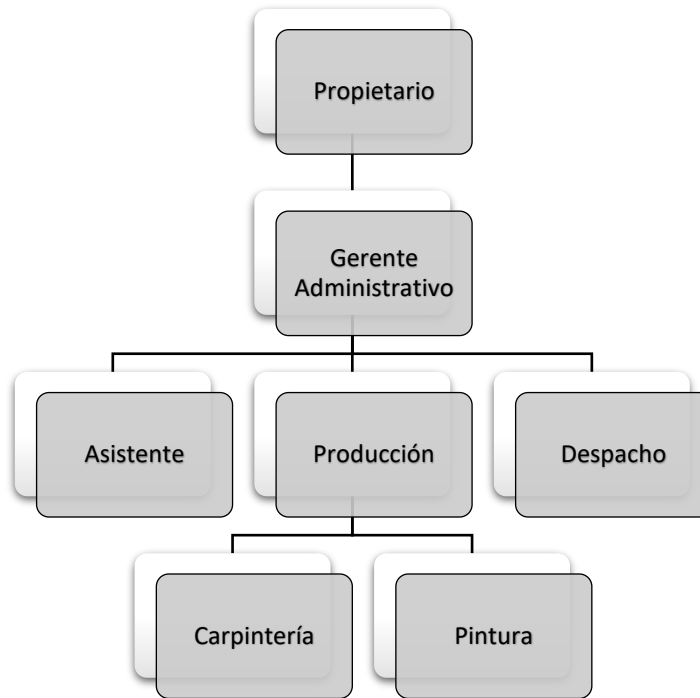 Propietario
Gerente
Administrativo
Asistente
Producción
Despacho
Carpintería
Pintura